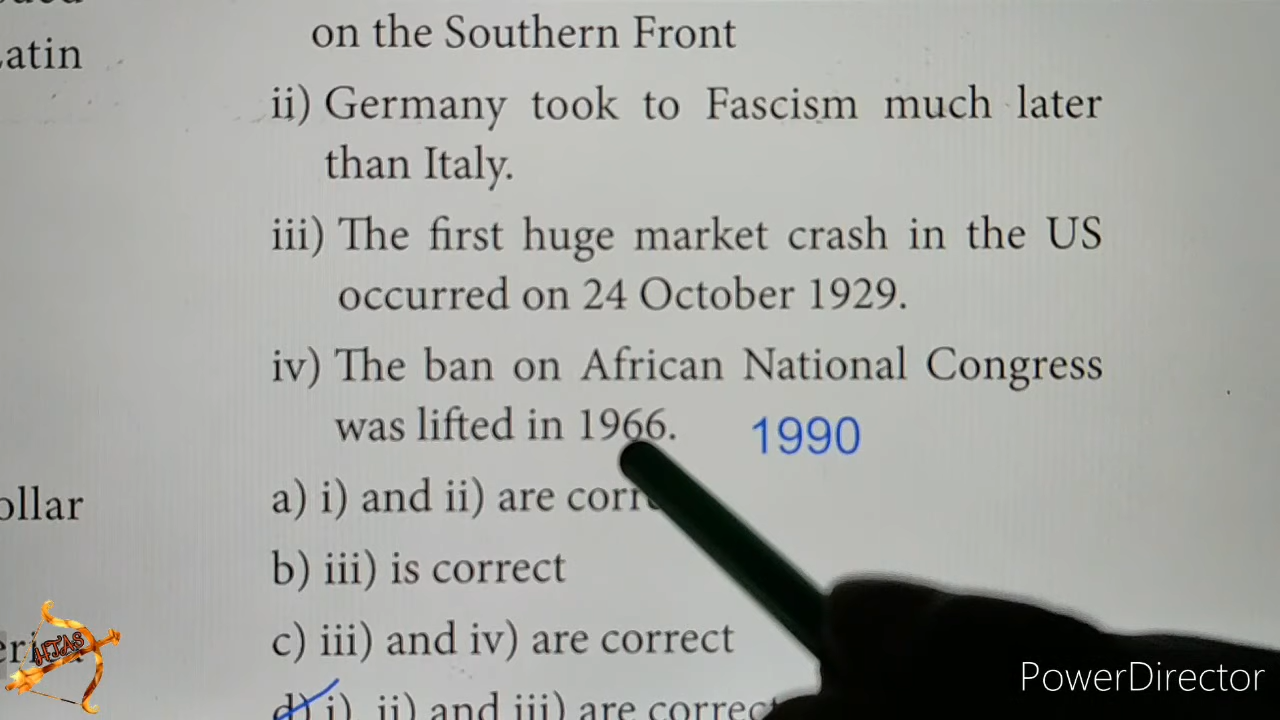 atin
on the Southern Front
ii) Germany took to Fascism much later
than Italy.
iii) The first huge market crash in the US
occurred on 24 October 1929.
iv) The ban on African National Congress
was lifted in 1966. 1990
ollar
a) i) and ii) are corr
b) iii) is correct
c) iii) and iv) are correct
d) i), ii) and iii) are correct
HTAS
PowerDirector